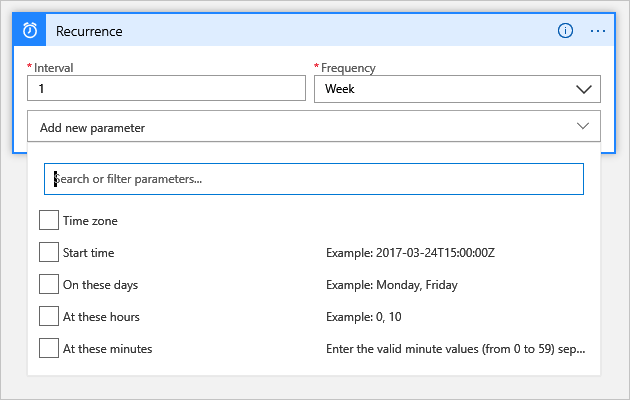 Recurrence
* Interval
* Frequency
1
Week
Add new parameter
Search or filter parameters...
Time zone
Start time Example: 2017-03-24T15:00:00Z
On these days Example: Monday, Friday
At these hours Example: 0, 10
At these minutes Enter the valid minute values (from 0 to 59) sep...